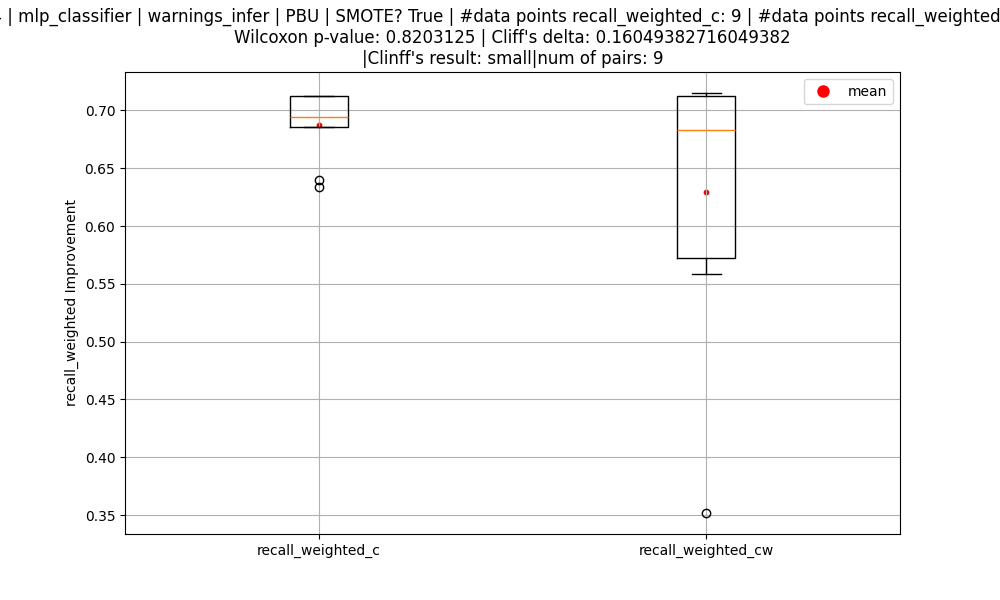 | mlp_classifier | warnings_infer | PBU | SMOTE? True | #data points recall_weighted_c: 9 | #data points recall_weighted
Wilcoxon p-value: 0.8203125 | Cliff's delta: 0.16049382716049382
|Clinff's result: small|num of pairs: 9
mean
0.70
0.65
0.60
0.55
0.50
0.45
0.40
0.35
recall_weighted Improvement
recall_weighted_c
recall_weighted_cw